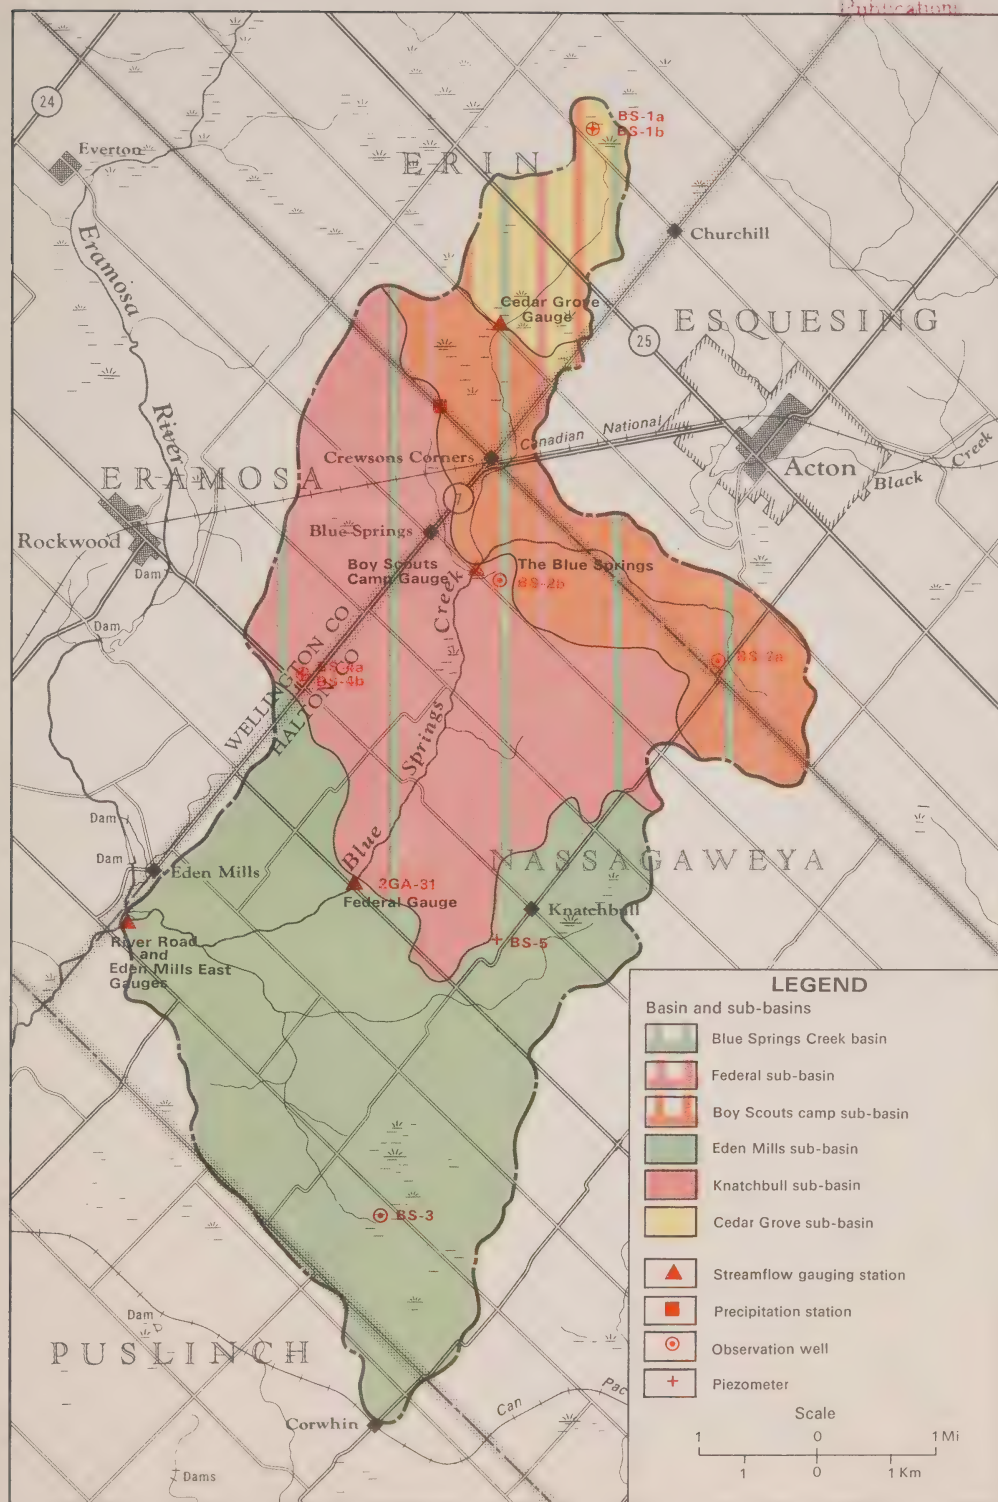 Publications
24
Everton
BS-1a
BS-1b
ERIN
Churchill
Eramosa
River
Cedar Grove
Gauge
ESQUESING
25
Canadian National
Crewsons Corners
Acton
Black Creek
ERAMOSA
7
Rockwood
Blue Springs
Boy Scouts
Camp Gauge
The Blue Springs
BS-2b
Dam
Dam
BS-2a
BS-4a
BS-4b
WELLINGTON CO
HALTON CO
Blue Springs Creek
Dam
Dam
Eden Mills
NASSAGAWEYA
2GA-31
Federal Gauge
Knatchbull
BS-5
River Road
and
Eden Mills East
Gauges
BS-3
Dam
PUSLINCH
Corwhin
Can Pac
Dams
LEGEND
Basin and sub-basins
Blue Springs Creek basin
Federal sub-basin
Boy Scouts camp sub-basin
Eden Mills sub-basin
Knatchbull sub-basin
Cedar Grove sub-basin
Streamflow gauging station
Precipitation station
Observation well
Piezometer
Scale
1 0 1 Mi
1 0 1 Km